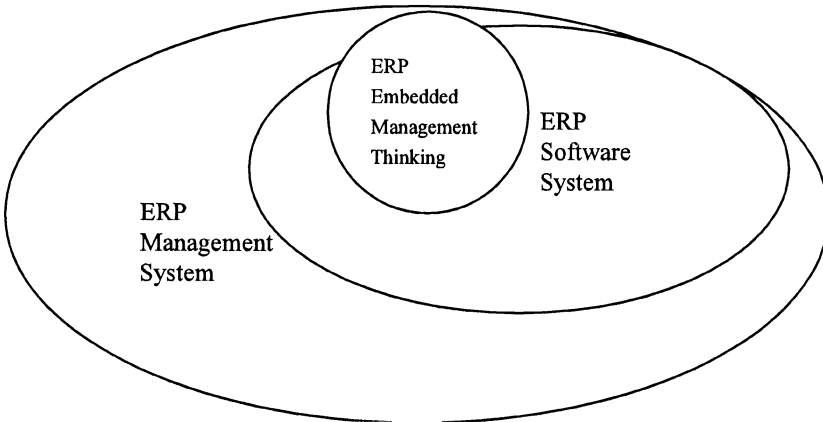 ERP
Embedded
Management
Thinking
ERP
Software
System
ERP
Management
System